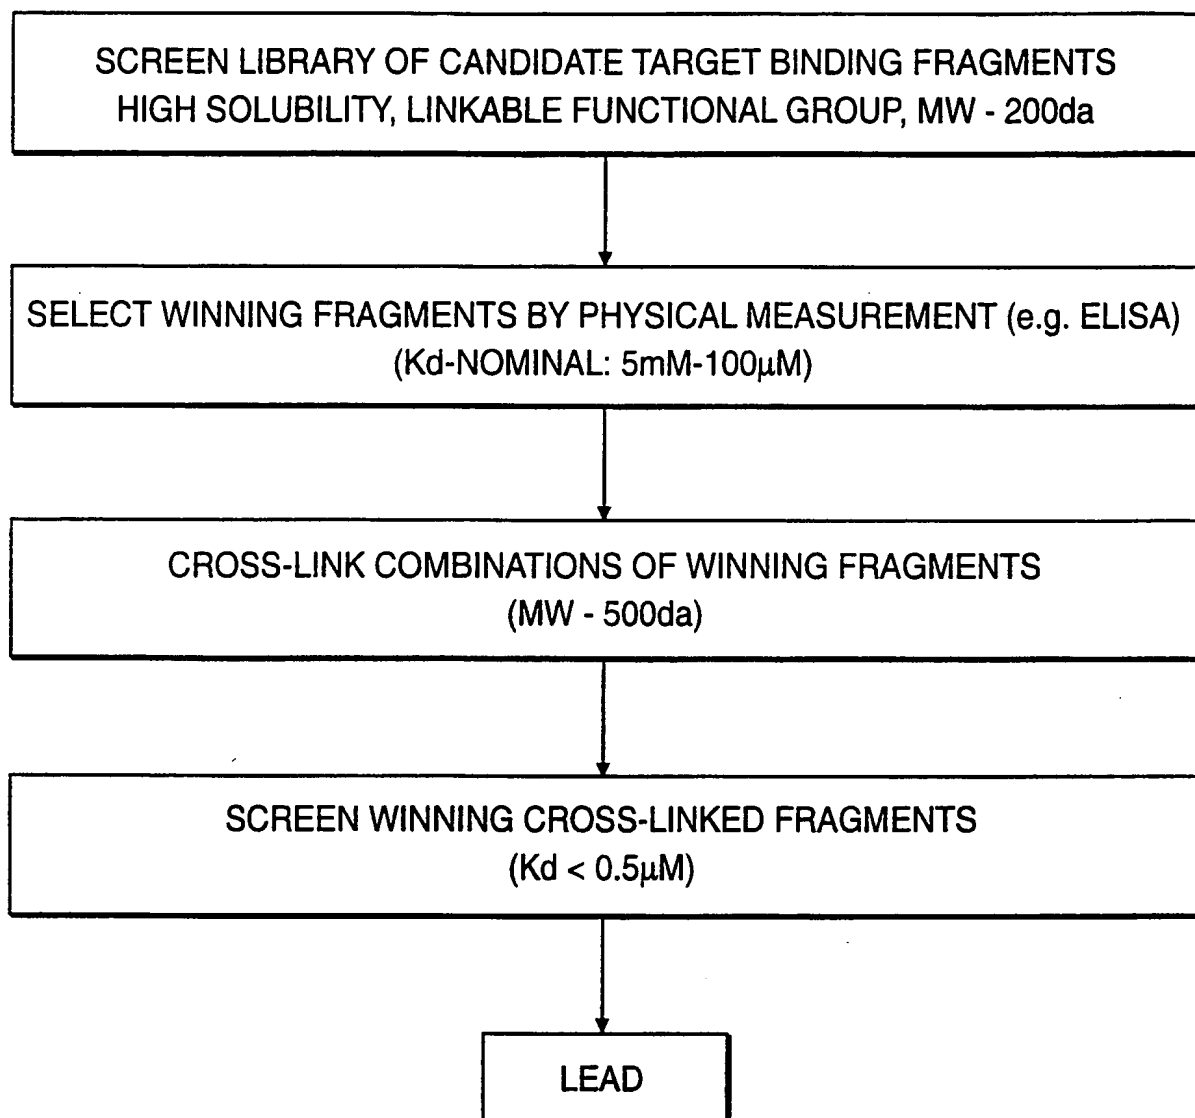 SCREEN LIBRARY OF CANDIDATE TARGET BINDING FRAGMENTS
HIGH SOLUBILITY, LINKABLE FUNCTIONAL GROUP, MW - 200da
SELECT WINNING FRAGMENTS BY PHYSICAL MEASUREMENT (e.g. ELISA)
(Kd-NOMINAL: 5mM-100μM)
CROSS-LINK COMBINATIONS OF WINNING FRAGMENTS
(MW - 500da)
SCREEN WINNING CROSS-LINKED FRAGMENTS
(Kd < 0.5μM)
LEAD